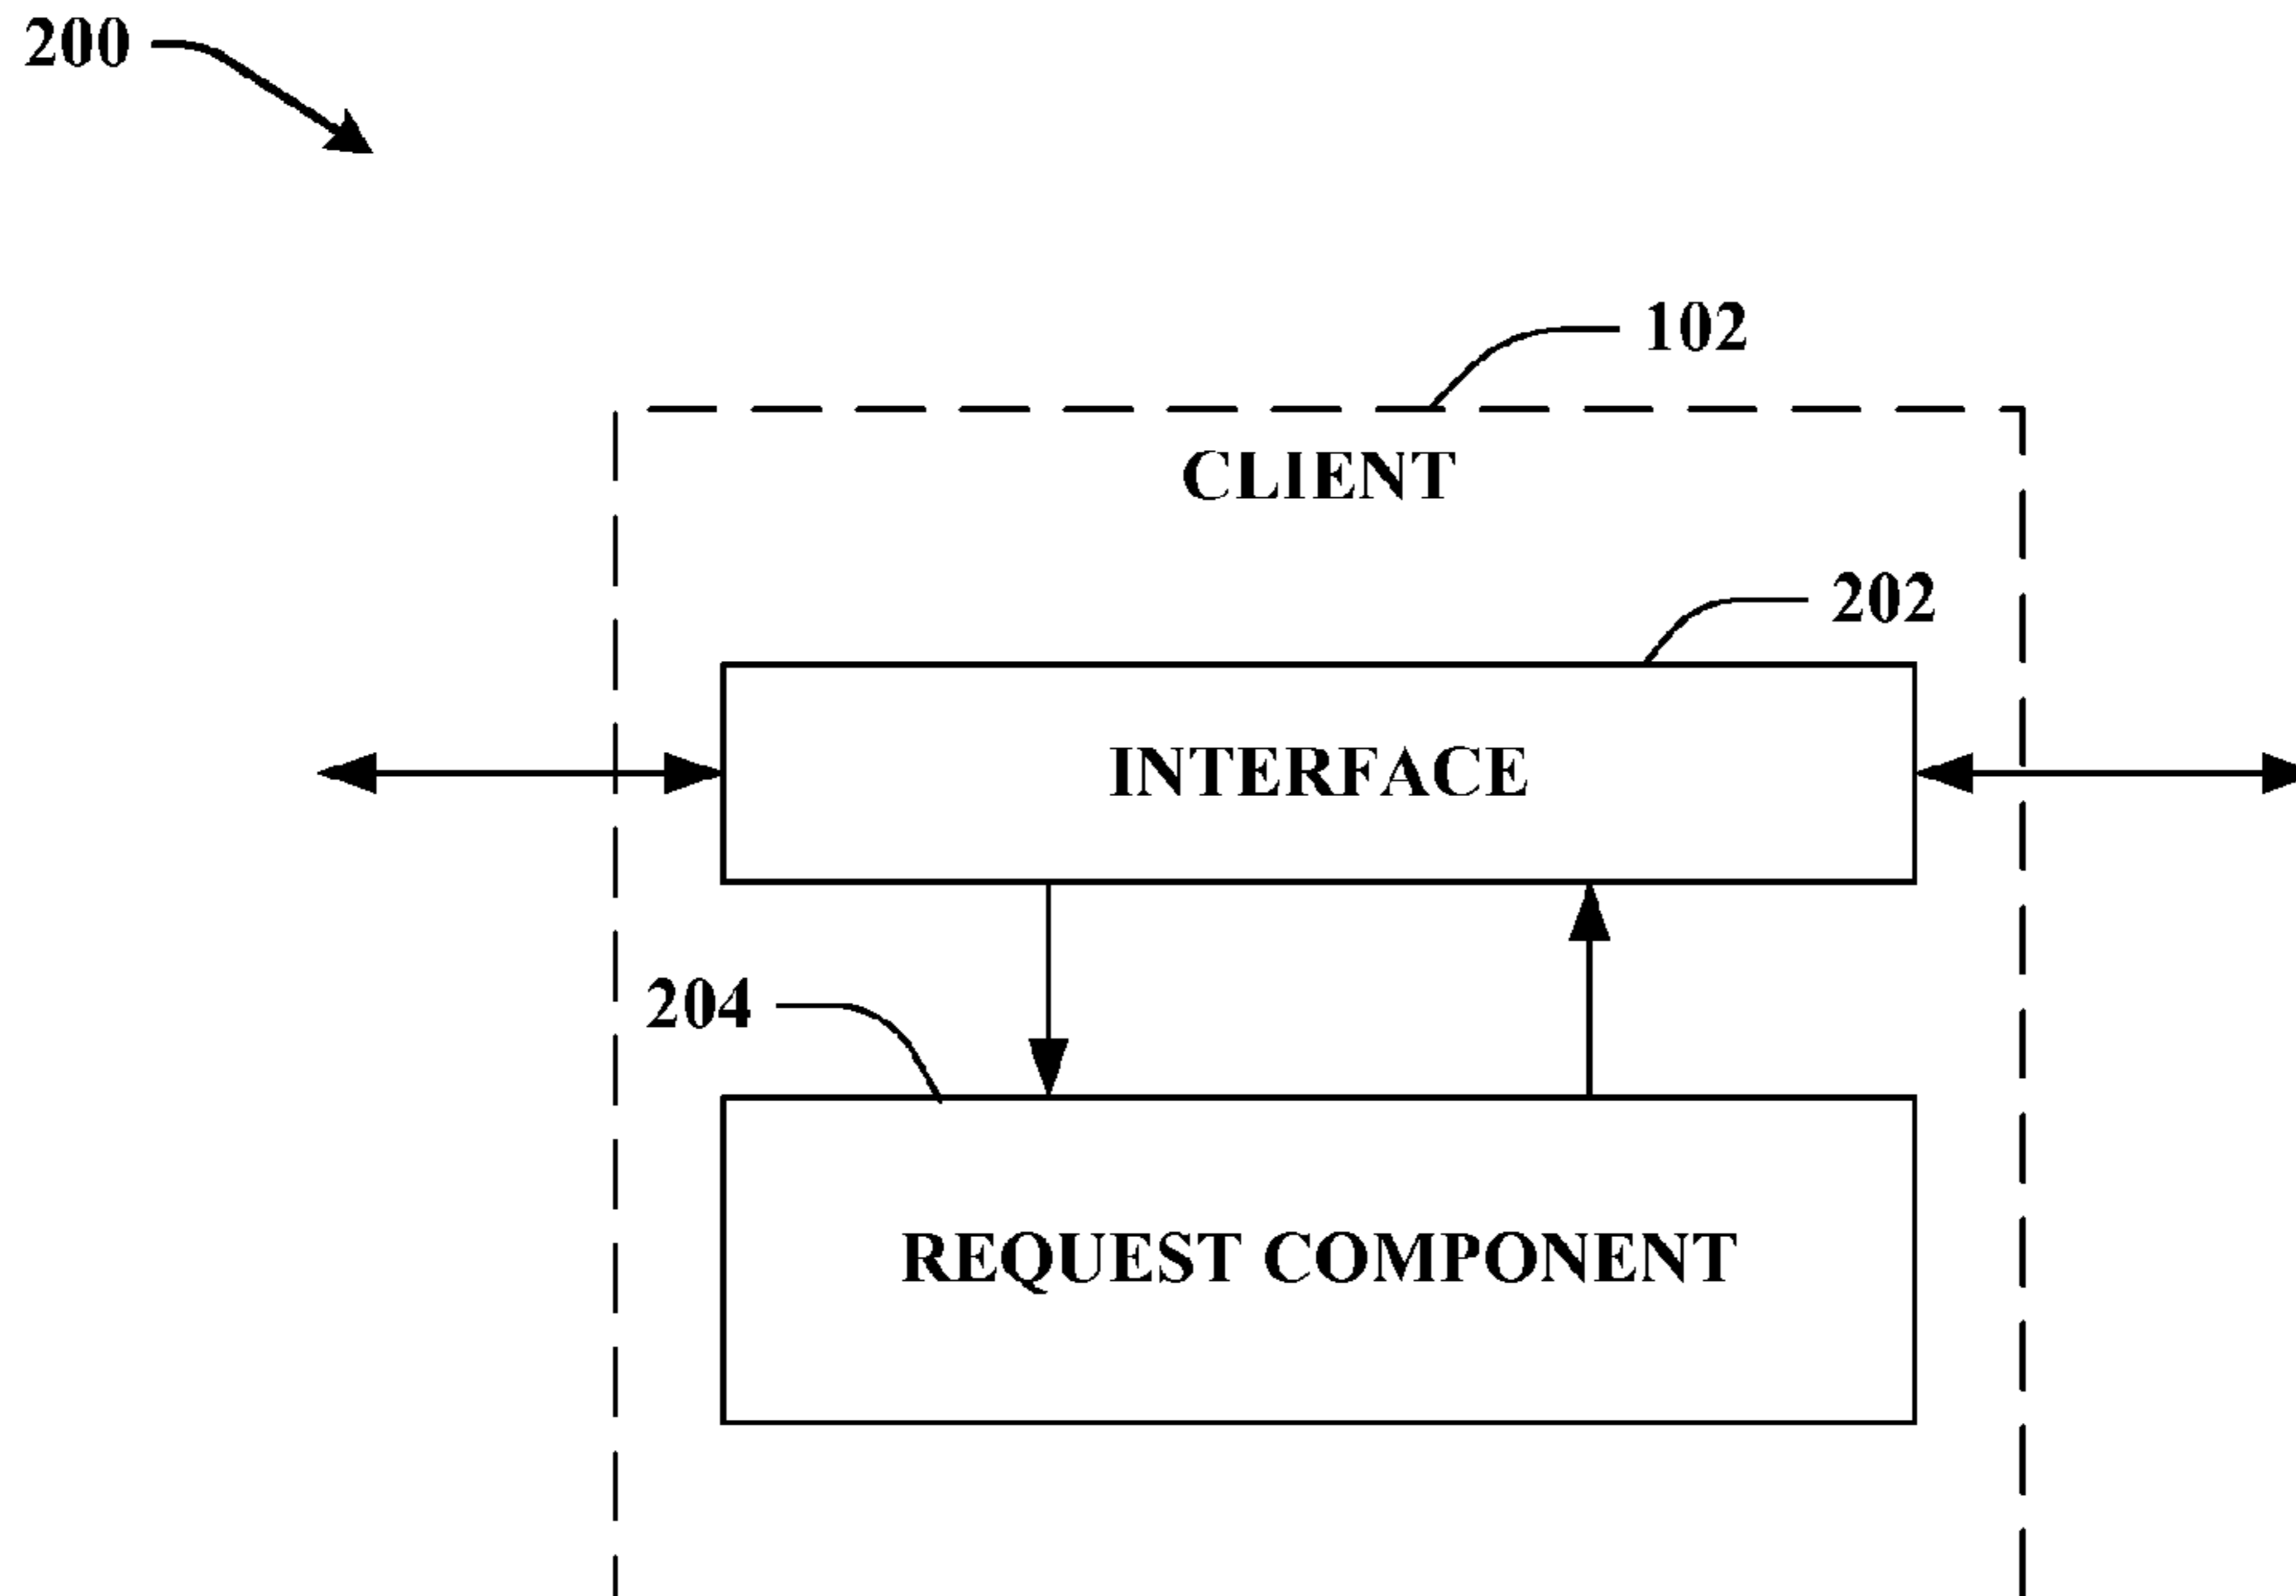 200
102
CLIENT
202
INTERFACE
204
REQUEST COMPONENT